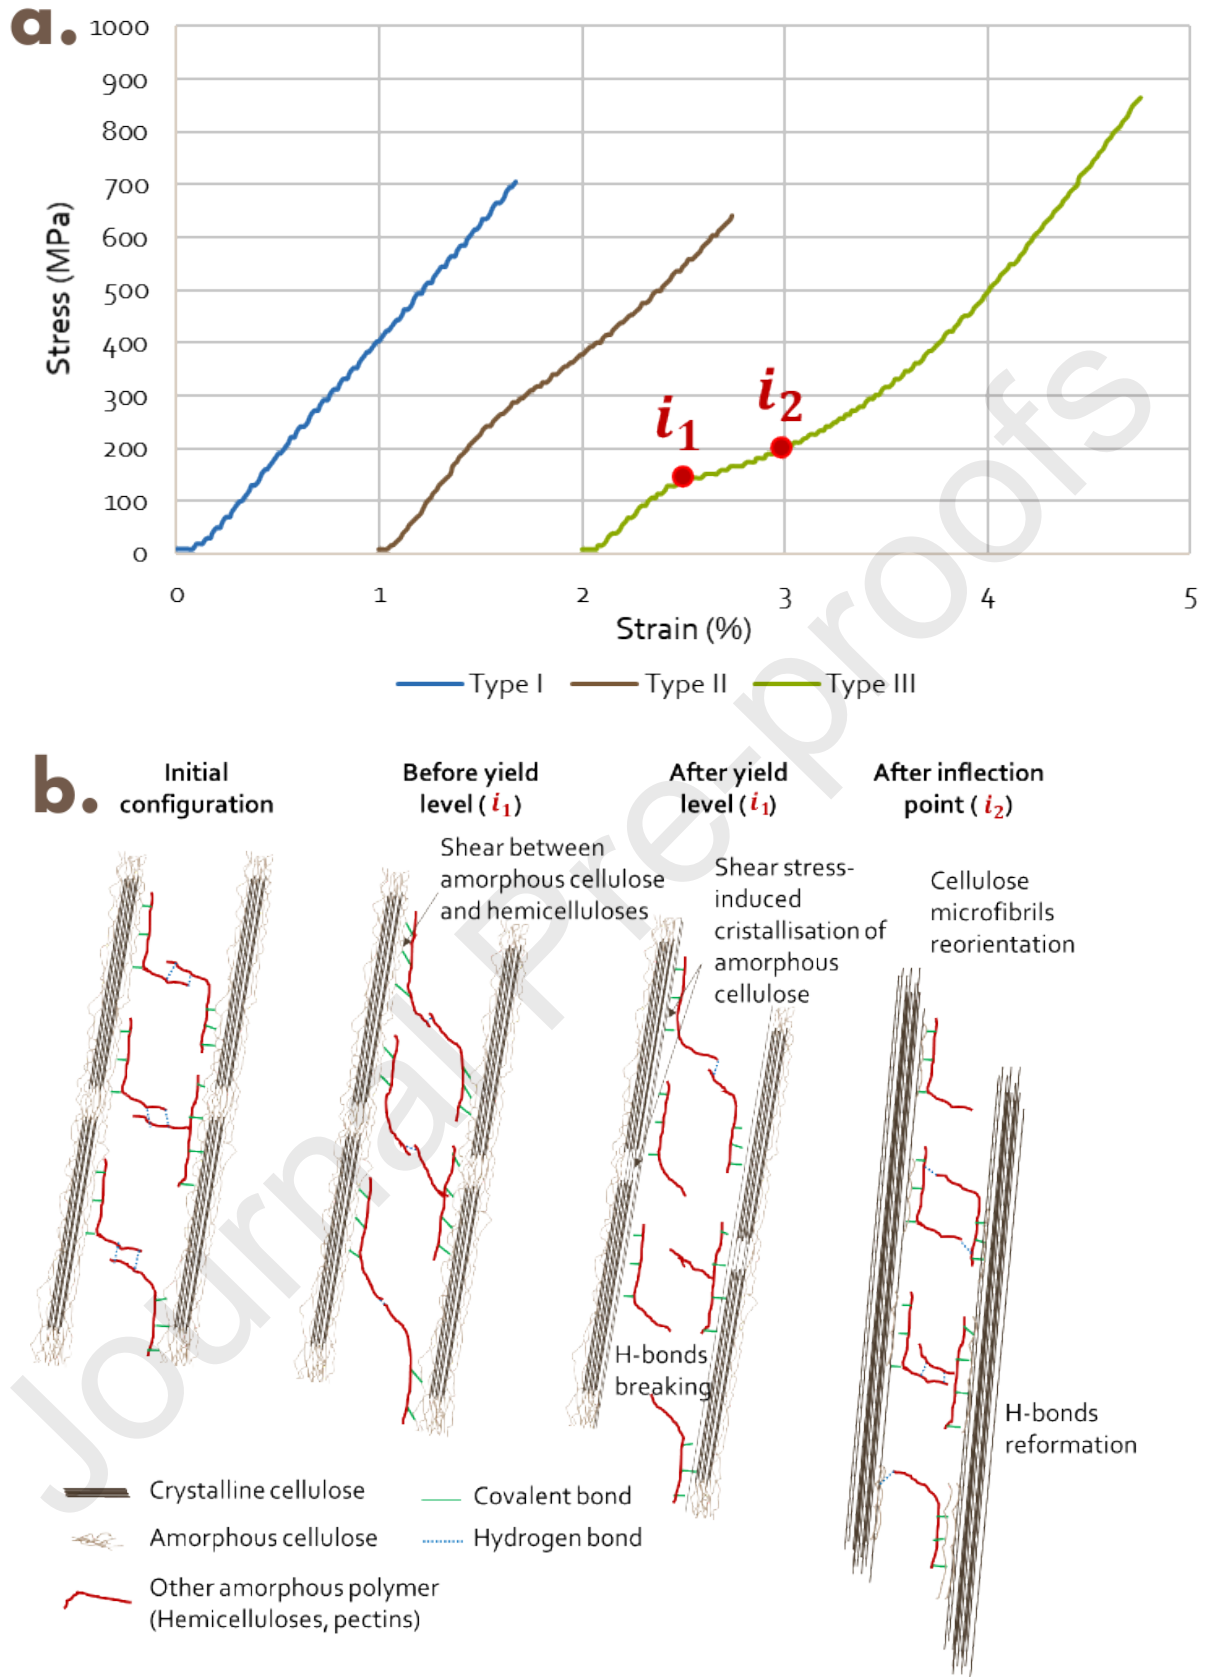 a.
1000
900
800
700
600
500
400
300
200
100
0
Stress (MPa)
i1
i2
0 1 2 3 4 5
Strain (%)
Type I Type II Type III
b.
Initial
configuration
Before yield
level ( i1)
After yield
level ( i1)
After inflection
point ( i2)
Shear between
amorphous cellulose
and hemicelluloses
Shear stress-
induced
cristallisation of
amorphous
cellulose
Cellulose
microfibrils
reorientation
H-bonds
breaking
H-bonds
reformation
Crystalline cellulose
Covalent bond
Amorphous cellulose
Hydrogen bond
Other amorphous polymer
(Hemicelluloses, pectins)
Journal Pre-proofs